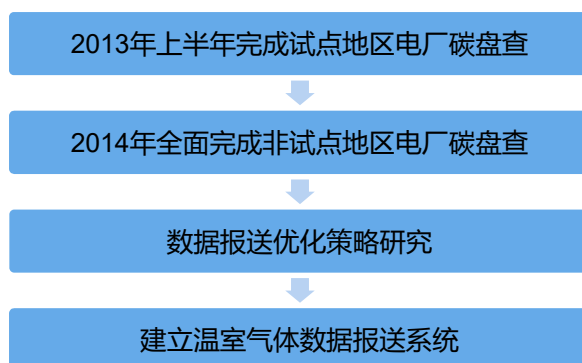 2013年上半年完成试点地区电厂碳盘查
2014年全面完成非试点地区电厂碳盘查
数据报送优化策略研究
建立温室气体数据报送系统